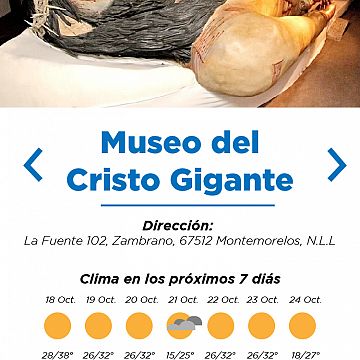 Museo del
Cristo Gigante
Dirección:
La Fuente 102, Zambrano, 67512 Montemorelos, N.L.L
Clima en los próximos 7 diás
18 Oct. 19 Oct. 20 Oct. 21 Oct. 22 Oct. 23 Oct. 24 Oct.
28/38° 26/32° 26/32° 15/25° 26/32° 26/32° 18/27°